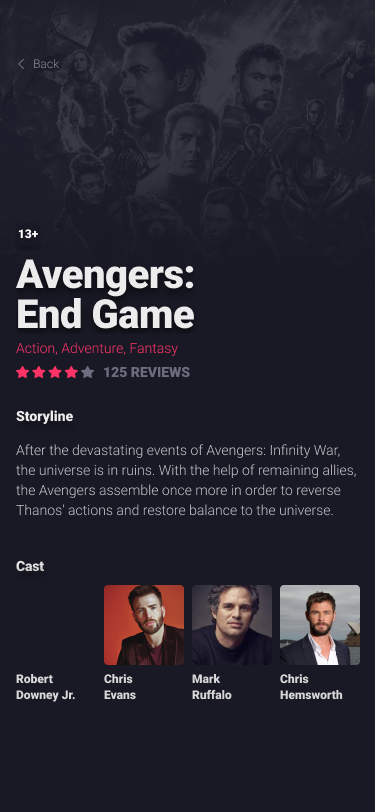 Back
13+
Avengers:
End Game
Action, Adventure, Fantasy
125 REVIEWS
Storyline
After the devastating events of Avengers: Infinity War,
the universe is in ruins. With the help of remaining allies,
the Avengers assemble once more in order to reverse
Thanos' actions and restore balance to the universe.
Cast
Robert
Downey Jr.
Chris
Evans
Mark
Ruffalo
Chris
Hemsworth